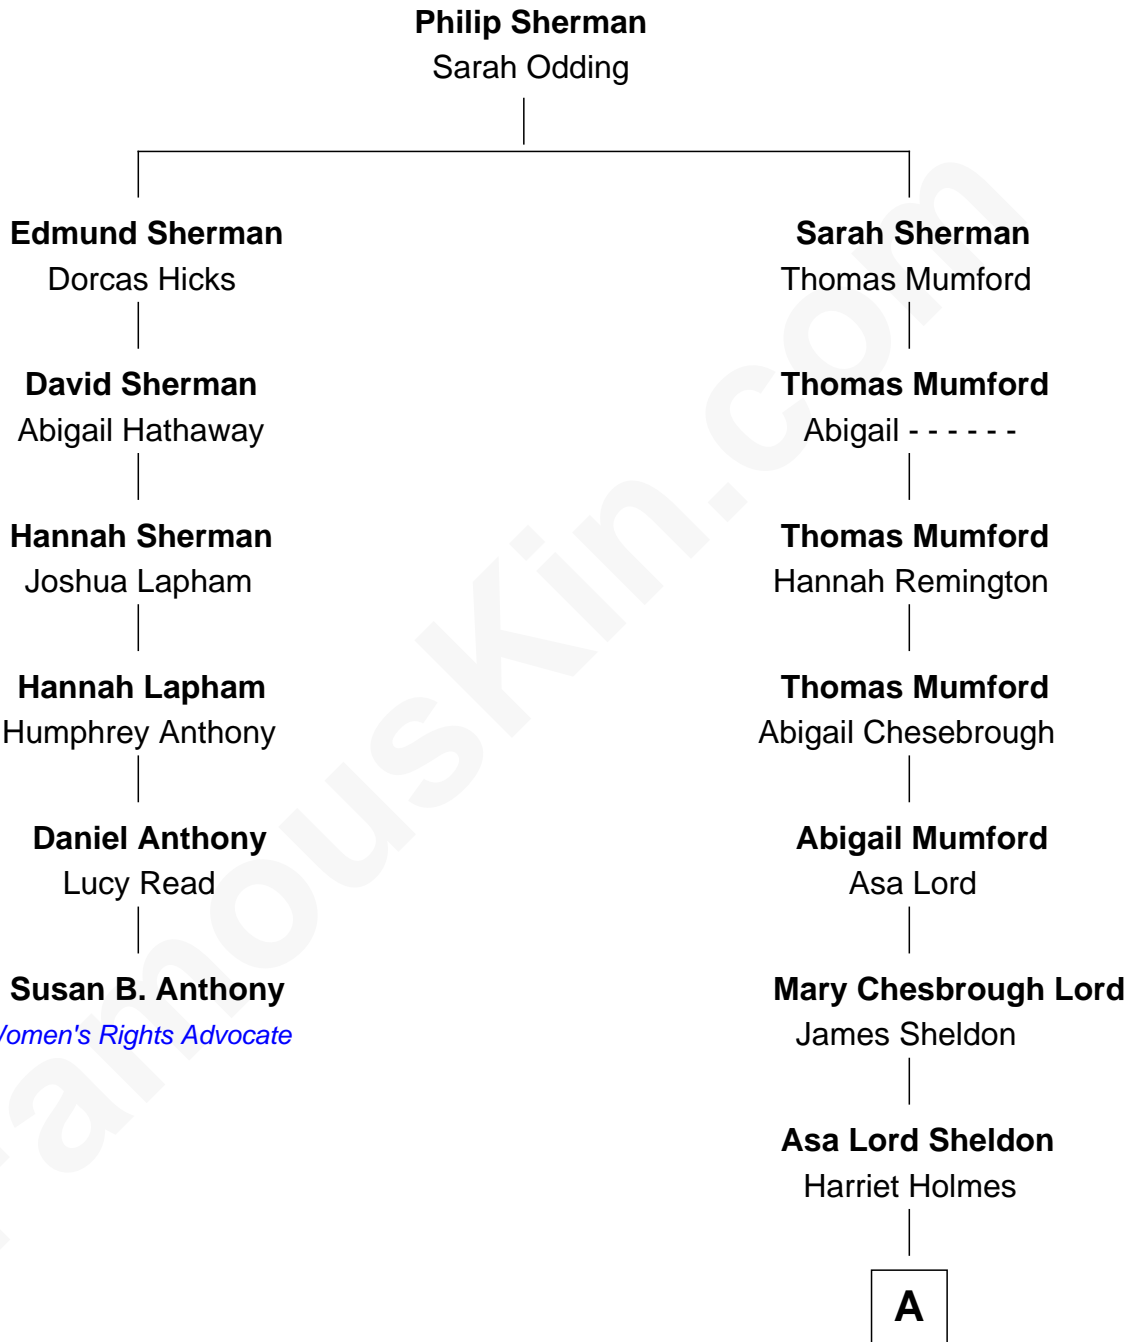 Philip Sherman
Sarah Odding
Edmund Sherman
Dorcas Hicks
Sarah Sherman
Thomas Mumford
David Sherman
Abigail Hathaway
Thomas Mumford
Abigail - - - - - -
Hannah Sherman
Joshua Lapham
Thomas Mumford
Hannah Remington
Hannah Lapham
Humphrey Anthony
Thomas Mumford
Abigail Chesebrough
Daniel Anthony
Lucy Read
Abigail Mumford
Asa Lord
Susan B. Anthony
Women's Rights Advocate
Mary Chesbrough Lord
James Sheldon
Asa Lord Sheldon
Harriet Holmes
A
FamousKin.com